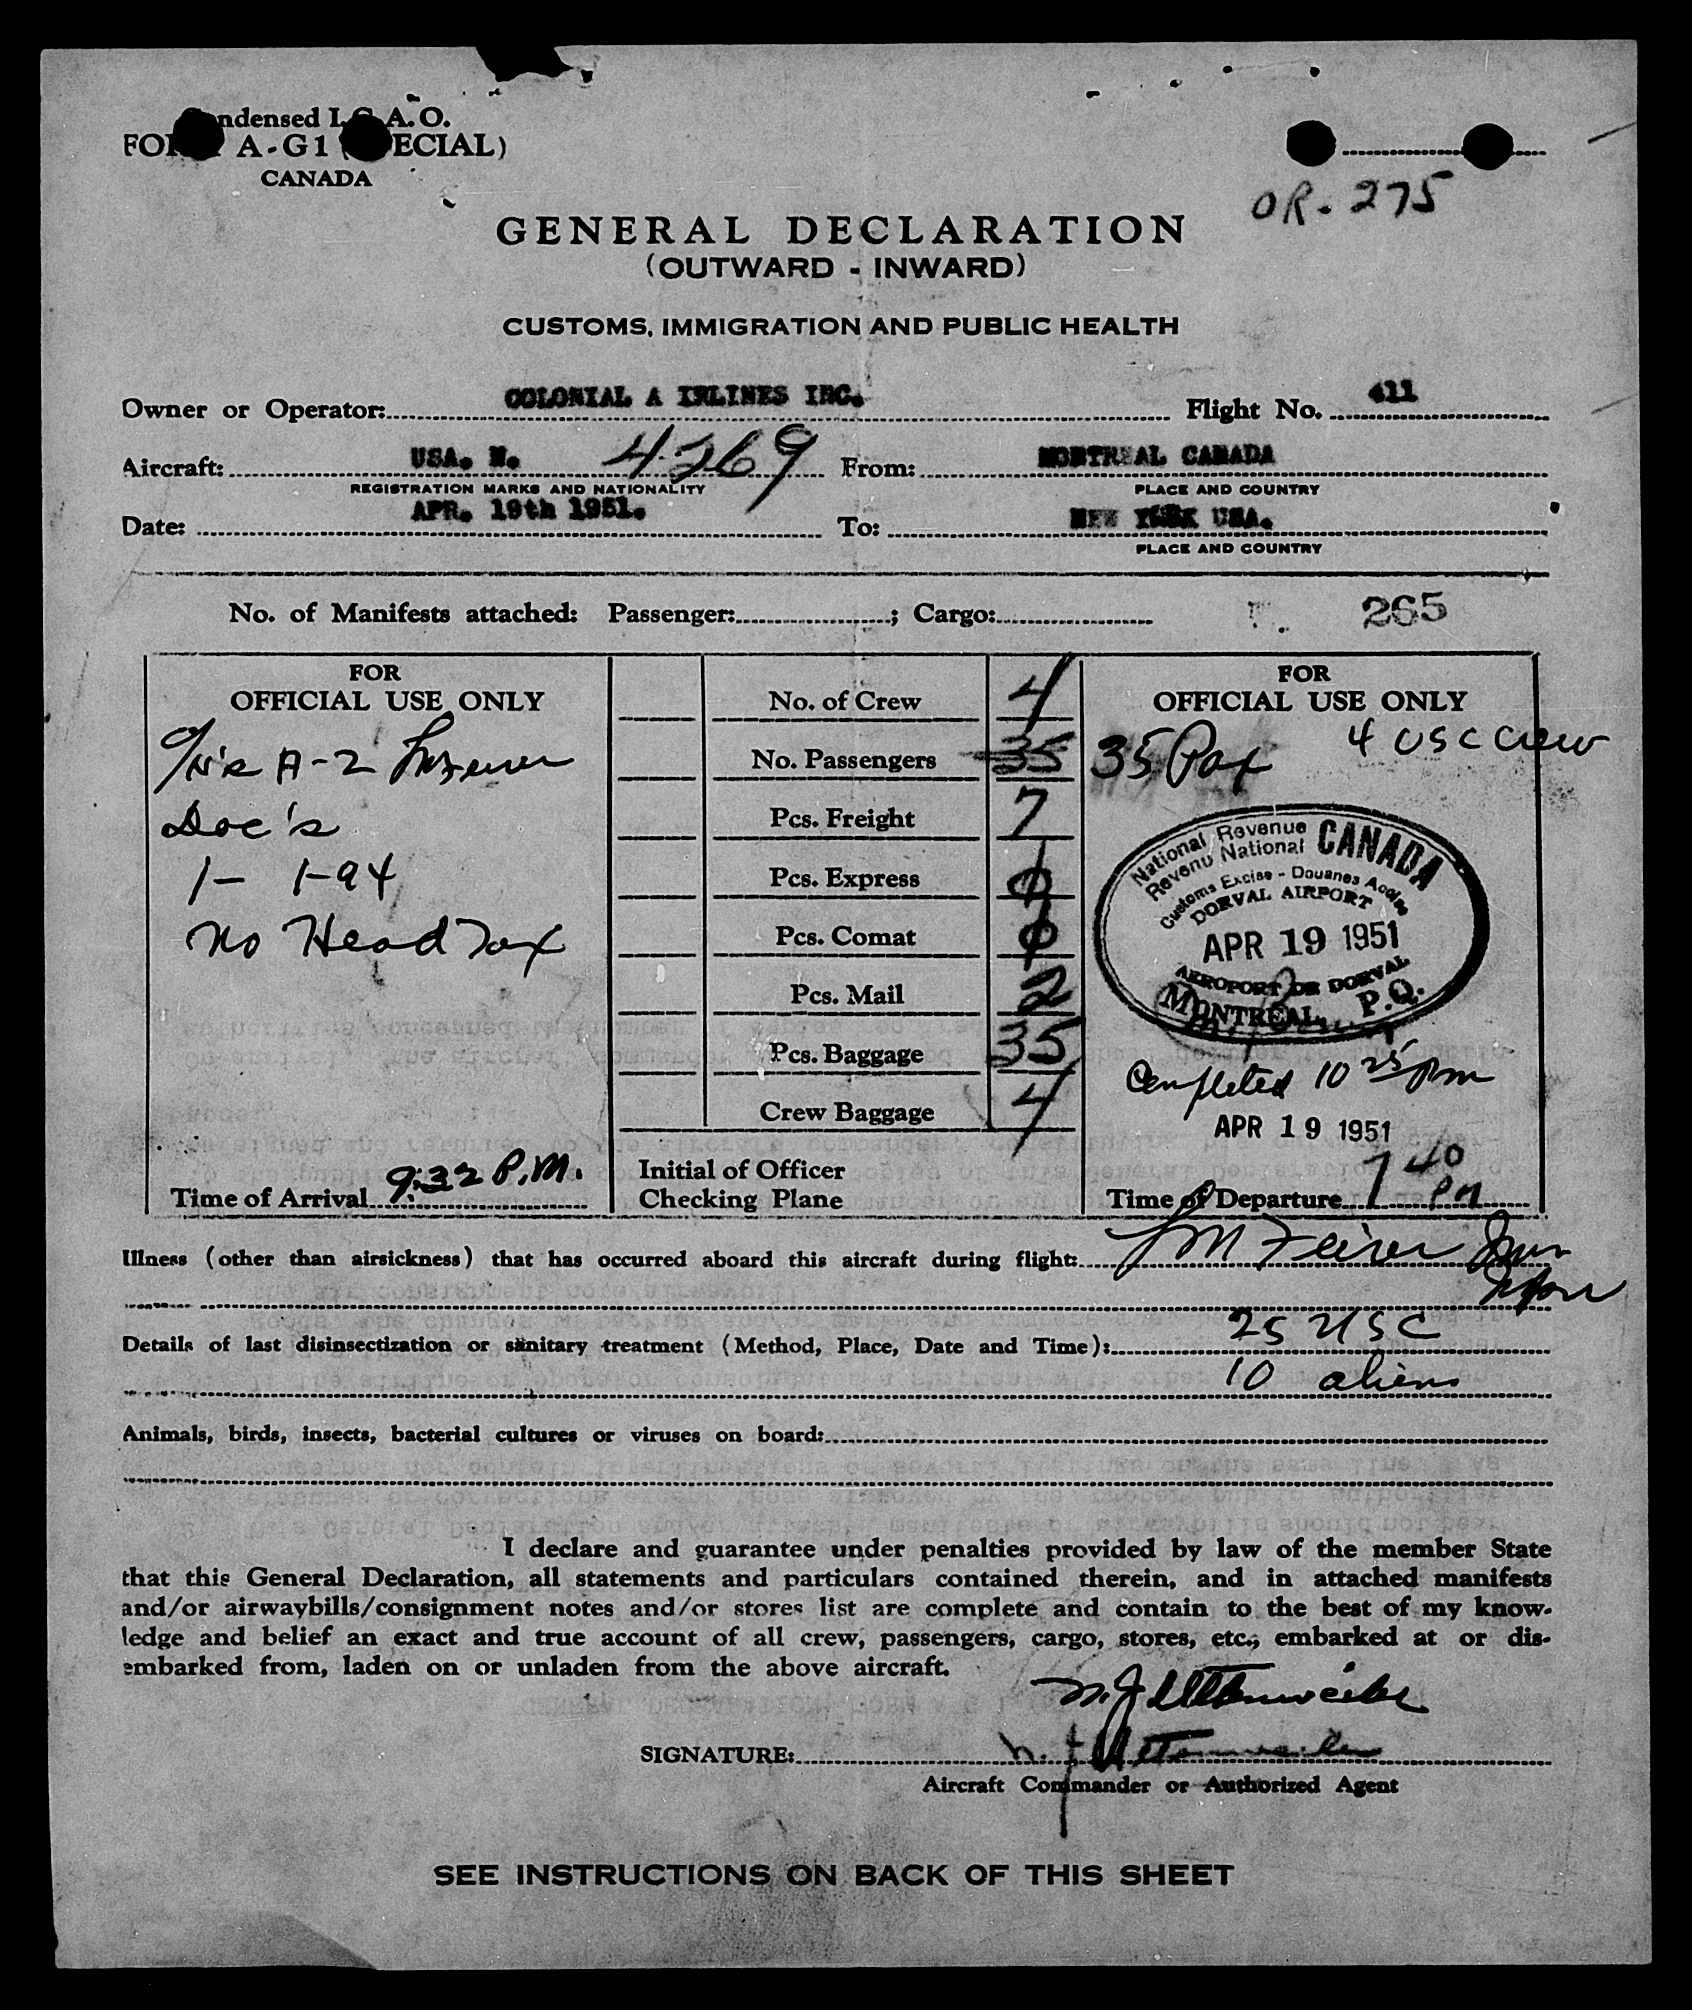 Condensed I.C.A.O.
FORM A-G1 (SPECIAL)
CANADA
OR. 275
GENERAL DECLARATION
(OUTWARD - INWARD)
CUSTOMS, IMMIGRATION AND PUBLIC HEALTH
Owner or Operator: COLONIAL A IRLINES INC. Flight No. 411
Aircraft: USA. N. 4269 From: MONTREAL CANADA
REGISTRATION MARKS AND NATIONALITY PLACE AND COUNTRY
Date: APR. 19th 1951. To: NEW YORK USA.
PLACE AND COUNTRY
No. of Manifests attached: Passenger: ; Cargo:
265
FOR
OFFICIAL USE ONLY
A-2
Doc's
1- 1-94
No Head Tax
Time of Arrival 9:32 P.M.
No. of Crew 4
No. Passengers 35
Pcs. Freight 7
Pcs. Express 0
Pcs. Comat 0
Pcs. Mail 2
Pcs. Baggage 35
Crew Baggage 4
Initial of Officer
Checking Plane
FOR
OFFICIAL USE ONLY
4 USC Crew
35 Pax
National Revenue CANADA
Revenu National
Customs Excise - Douanes Accise
DORVAL AIRPORT
APR 19 1951
AEROPORT DE DORVAL
MONTREAL, P.Q.
Completed 10 25 pm
APR 19 1951
Time of Departure 7 40 PM
Illness (other than airsickness) that has occurred aboard this aircraft during flight:
Details of last disinsectization or sanitary treatment (Method, Place, Date and Time): 25 USC
10 aliens
Animals, birds, insects, bacterial cultures or viruses on board:
I declare and guarantee under penalties provided by law of the member State
that this General Declaration, all statements and particulars contained therein, and in attached manifests
and/or airwaybills/consignment notes and/or stores list are complete and contain to the best of my know-
ledge and belief an exact and true account of all crew, passengers, cargo, stores, etc., embarked at or dis-
embarked from, laden on or unladen from the above aircraft.
SIGNATURE:
Aircraft Commander or Authorized Agent
SEE INSTRUCTIONS ON BACK OF THIS SHEET